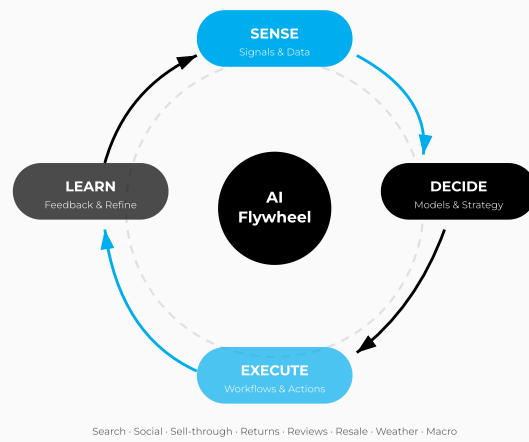 SENSE
Signals & Data
LEARN
Feedback & Refine
AI
Flywheel
DECIDE
Models & Strategy
EXECUTE
Workflows & Actions
Search · Social · Sell-through · Returns · Reviews · Resale · Weather · Macro